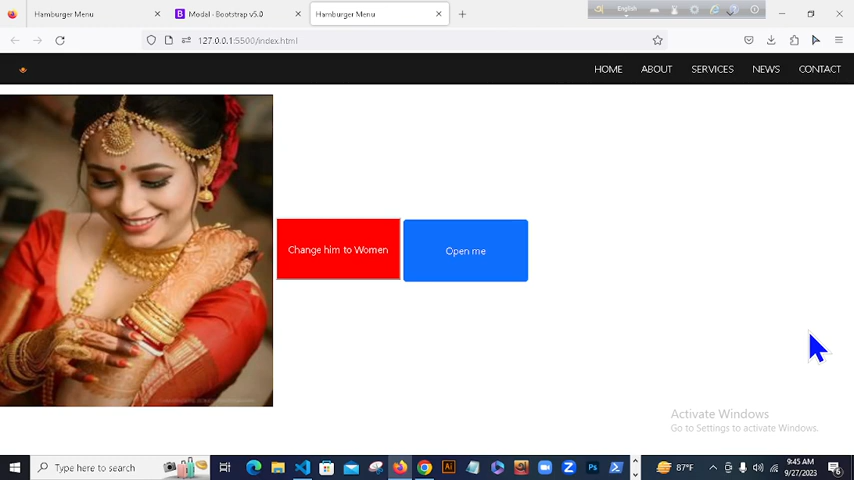 Hamburger Menu
Modal · Bootstrap v5.0
Hamburger Menu
English
127.0.0.1:5500/index.html
HOME ABOUT SERVICES NEWS CONTACT
Change him to Women
Open me
Activate Windows
Go to Settings to activate Windows.
Type here to search
87°F
9:45 AM
9/27/2023